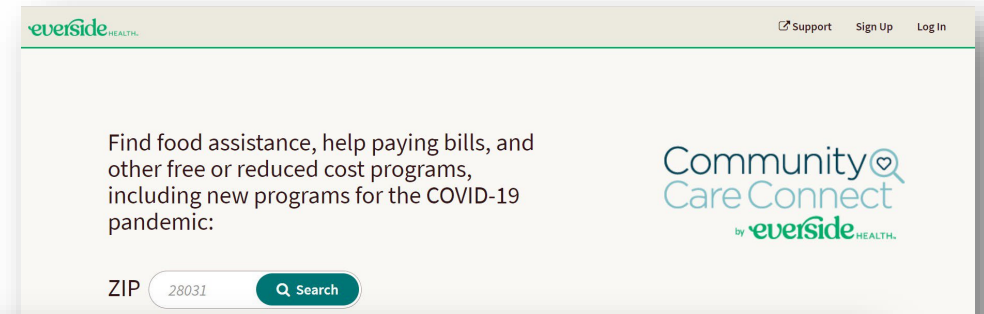 everside HEALTH.
Support Sign Up Log In
Find food assistance, help paying bills, and
other free or reduced cost programs,
including new programs for the COVID-19
pandemic:
Community
Care Connect
by everside HEALTH.
ZIP 28031 Search